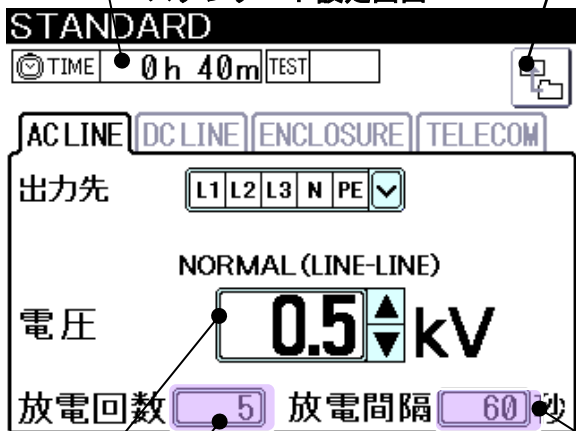 STANDARD
TIME 0h 40m TEST
AC LINE DC LINE ENCLOSURE TELECOM
出力先 L1 L2 L3 N PE
NORMAL (LINE-LINE)
電圧 0.5 kV
放電回数 5 放電間隔 60 秒